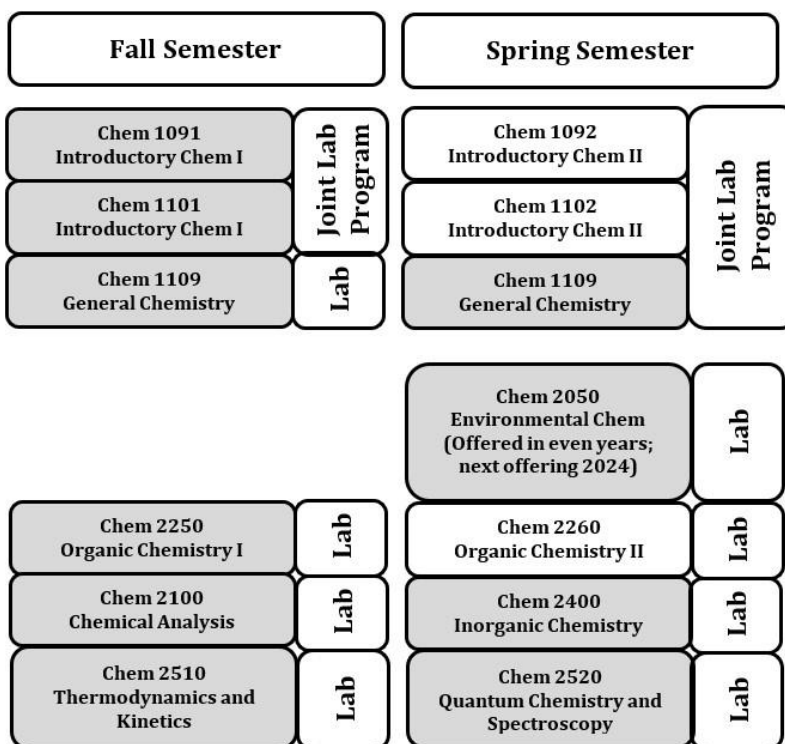 Fall Semester
Spring Semester
Chem 1091
Introductory Chem I
Chem 1101
Introductory Chem I
Joint Lab
Program
Chem 1109
General Chemistry
Lab
Chem 1092
Introductory Chem II
Chem 1102
Introductory Chem II
Chem 1109
General Chemistry
Joint Lab
Program
Chem 2050
Environmental Chem
(Offered in even years;
next offering 2024)
Lab
Chem 2250
Organic Chemistry I
Lab
Chem 2260
Organic Chemistry II
Lab
Chem 2100
Chemical Analysis
Lab
Chem 2400
Inorganic Chemistry
Lab
Chem 2510
Thermodynamics and
Kinetics
Lab
Chem 2520
Quantum Chemistry and
Spectroscopy
Lab